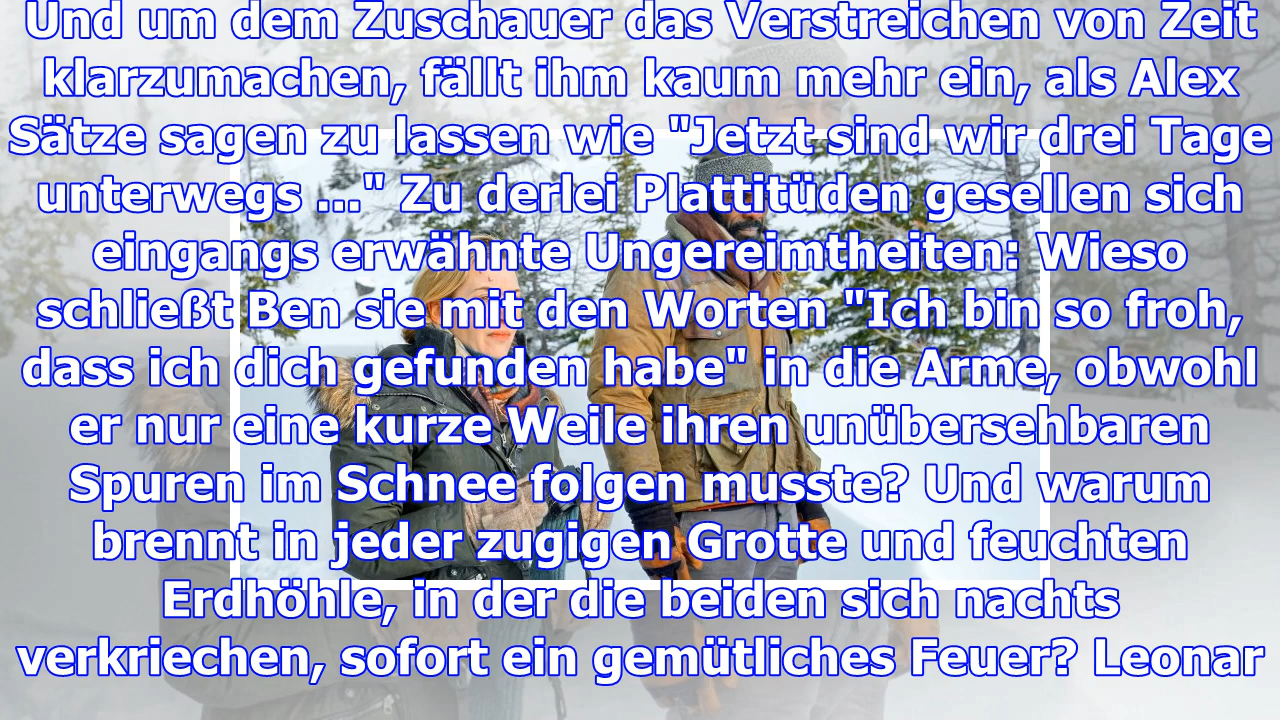 Und um dem Zuschauer das Verstreichen von Zeit
klarzumachen, fällt ihm kaum mehr ein, als Alex
Sätze sagen zu lassen wie "Jetzt sind wir drei Tage
unterwegs ..." Zu derlei Plattitüden gesellen sich
eingangs erwähnte Ungereimtheiten: Wieso
schließt Ben sie mit den Worten "Ich bin so froh,
dass ich dich gefunden habe" in die Arme, obwohl
er nur eine kurze Weile ihren unübersehbaren
Spuren im Schnee folgen musste? Und warum
brennt in jeder zugigen Grotte und feuchten
Erdhöhle, in der die beiden sich nachts
verkriechen, sofort ein gemütliches Feuer? Leonar